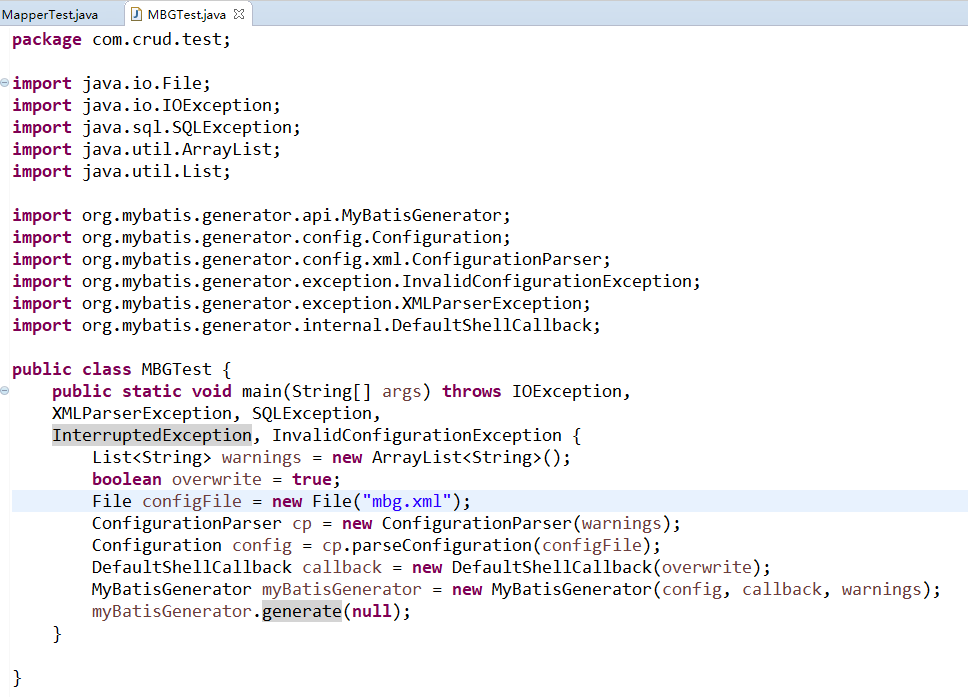 MapperTest.java MBGTest.java
package com.crud.test;
import java.io.File;
import java.io.IOException;
import java.sql.SQLException;
import java.util.ArrayList;
import java.util.List;
import org.mybatis.generator.api.MyBatisGenerator;
import org.mybatis.generator.config.Configuration;
import org.mybatis.generator.config.xml.ConfigurationParser;
import org.mybatis.generator.exception.InvalidConfigurationException;
import org.mybatis.generator.exception.XMLParserException;
import org.mybatis.generator.internal.DefaultShellCallback;
public class MBGTest {
    public static void main(String[] args) throws IOException,
    XMLParserException, SQLException,
    InterruptedException, InvalidConfigurationException {
        List<String> warnings = new ArrayList<String>();
        boolean overwrite = true;
        File configFile = new File("mbg.xml");
        ConfigurationParser cp = new ConfigurationParser(warnings);
        Configuration config = cp.parseConfiguration(configFile);
        DefaultShellCallback callback = new DefaultShellCallback(overwrite);
        MyBatisGenerator myBatisGenerator = new MyBatisGenerator(config, callback, warnings);
        myBatisGenerator.generate(null);
    }
}